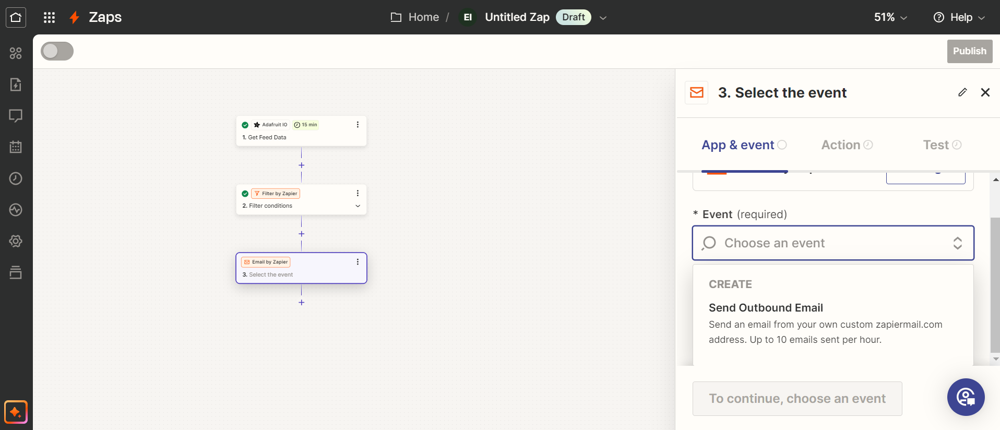 Zaps
Home / EI Untitled Zap Draft
51%
Help
Publish
Adafruit IO 15 min
1. Get Feed Data
Filter by Zapier
2. Filter conditions
Email by Zapier
3. Select the event
3. Select the event
App & event Action Test
* Event (required)
Choose an event
CREATE
Send Outbound Email
Send an email from your own custom zapiermail.com
address. Up to 10 emails sent per hour.
To continue, choose an event